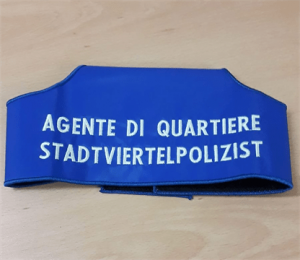 AGENTE DI QUARTIERE
STADTVIERTELPOLIZIST